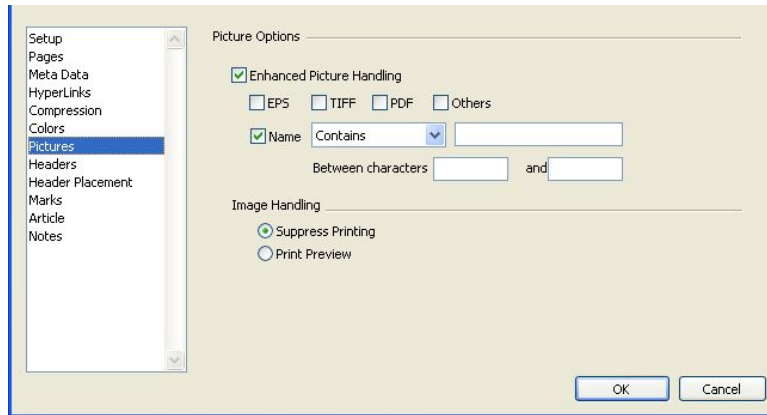 Setup
Pages
Meta Data
HyperLinks
Compression
Colors
Pictures
Headers
Header Placement
Marks
Article
Notes
Picture Options
Enhanced Picture Handling
EPS TIFF PDF Others
Name Contains
Between characters and
Image Handling
Suppress Printing
Print Preview
OK Cancel